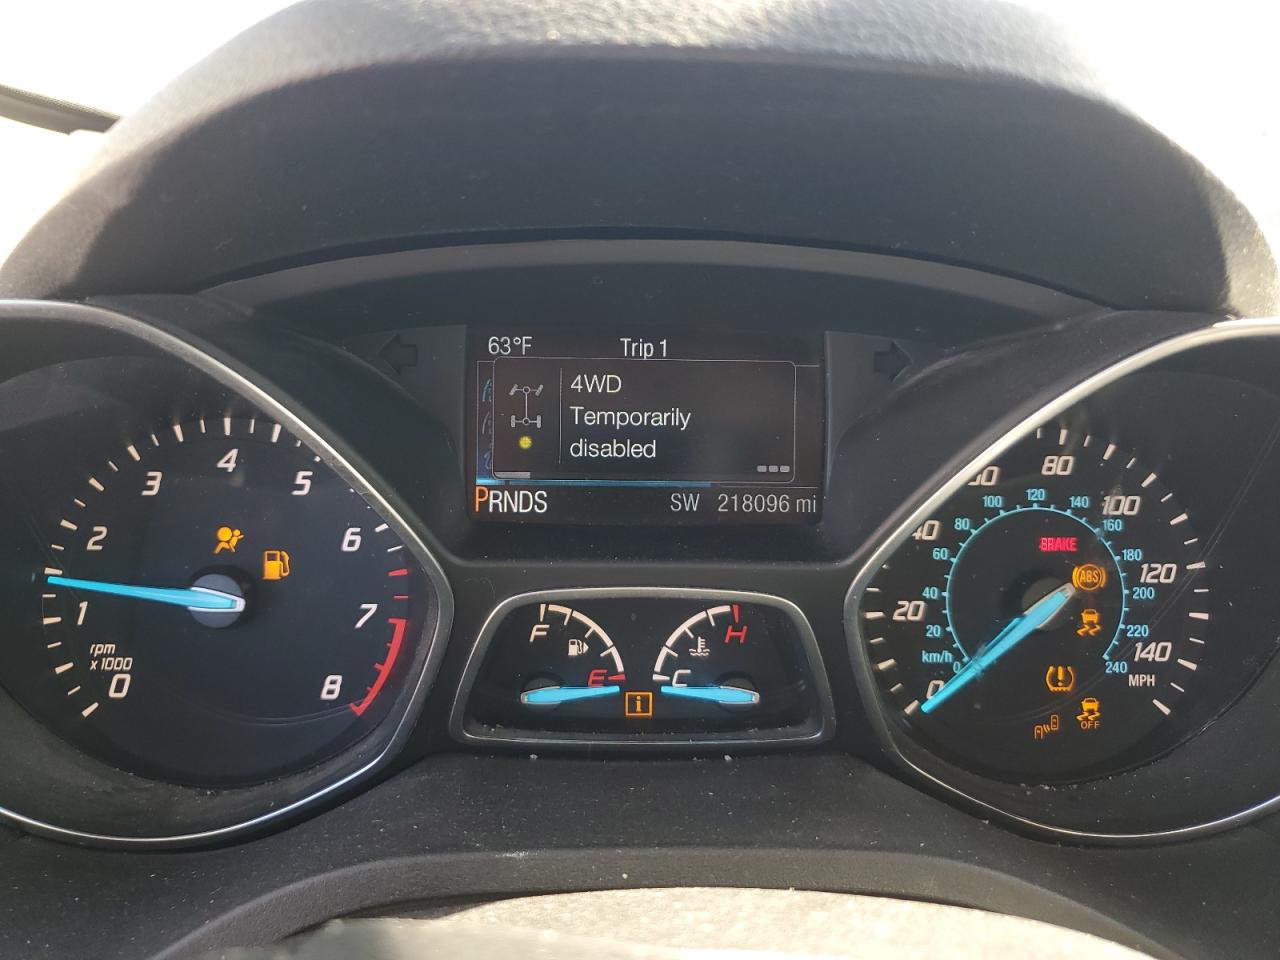 63°F Trip 1
4WD
Temporarily
disabled
PRNDS SW 218096 mi
0
1
2
3
4
5
6
7
8
rpm
x1000
F
E
H
C
i
0
20
40
60
80
100
120
140
MPH
km/h
0
20
40
60
80
100
120
140
160
180
200
220
240
BRAKE
ABS
OFF